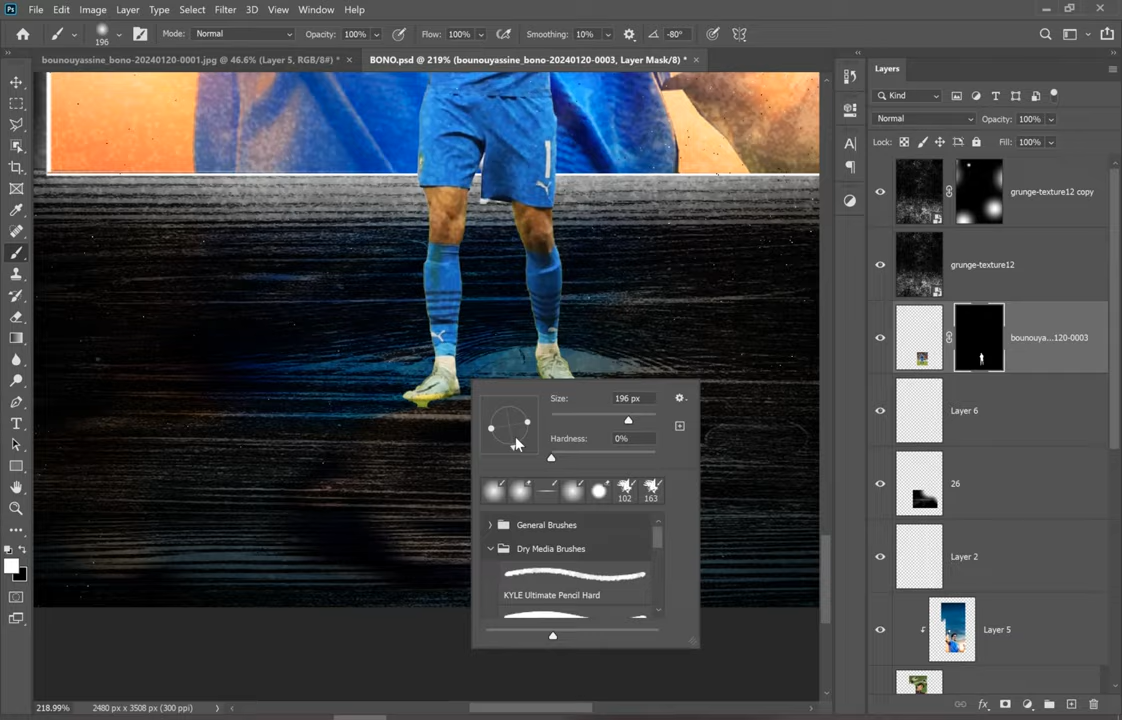 Ps File Edit Image Layer Type Select Filter 3D View Window Help
196 Mode: Normal Opacity: 100% Flow: 100% Smoothing: 10% -80°
bounouyassine_bono-20240120-0001.jpg @ 46.6% (Layer 5, RGB/8#) * × BONO.psd @ 219% (bounouyassine_bono-20240120-0003, Layer Mask/8) * ×
Layers
Kind
Normal Opacity: 100%
Lock: Fill: 100%
grunge-texture12 copy
grunge-texture12
bounouya...120-0003
Layer 6
26
Layer 2
Layer 5
Size: 196 px
Hardness: 0%
102 163
General Brushes
Dry Media Brushes
KYLE Ultimate Pencil Hard
218.99% 2480 px x 3508 px (300 ppi)